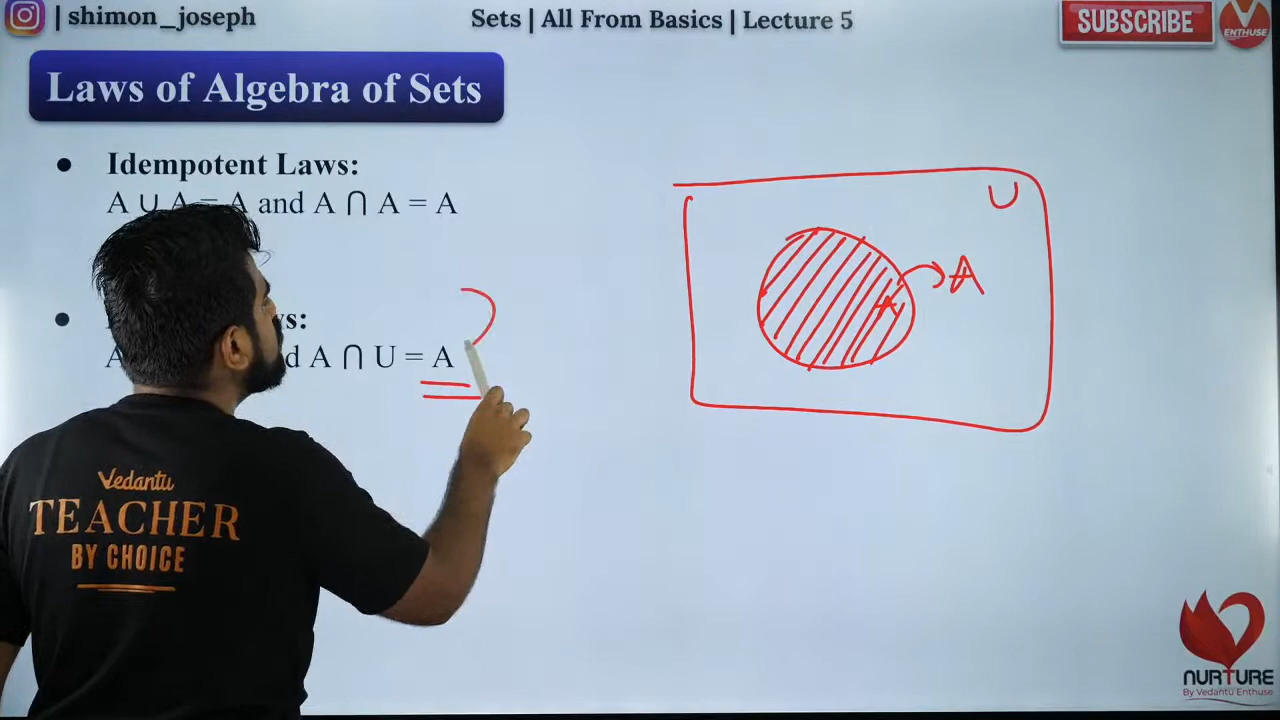 | shimon_joseph
Sets | All From Basics | Lecture 5
SUBSCRIBE
ENTHUSE
Laws of Algebra of Sets
● Idempotent Laws:
A ∪ A = A and A ∩ A = A
U
A
A ∩ U = A
Vedantu
TEACHER
BY CHOICE
NURTURE
By Vedantu Enthuse